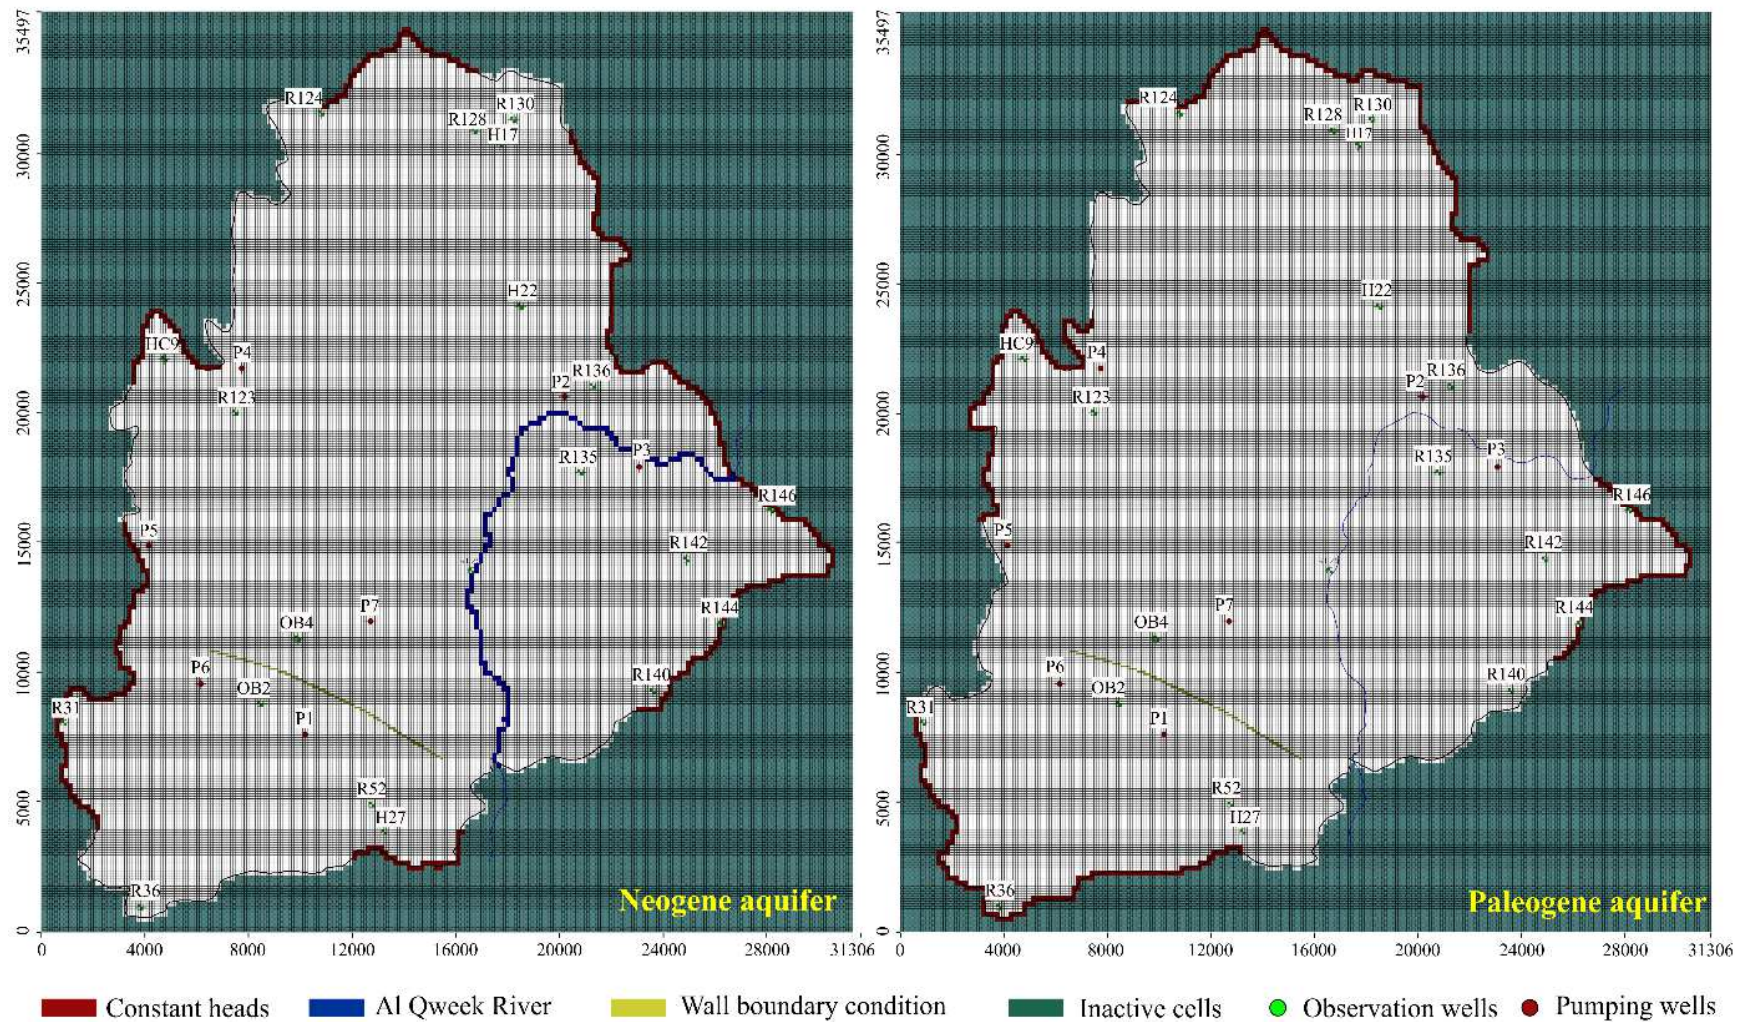 35497
30000
25000
20000
15000
10000
5000
0
R124
R130
R128
H17
H22
HC9
P4
R123
R136
P2
R135
P3
R146
P5
R142
P7
R144
OB4
P6
OB2
R140
R31
P1
R52
H27
R36
Neogene aquifer
0 4000 8000 12000 16000 20000 24000 28000 31306
35497
30000
25000
20000
15000
10000
5000
0
R124
R130
R128
H17
H22
HC9
P4
R123
R136
P2
R135
P3
R146
P5
R142
P7
R144
OB4
P6
OB2
R140
R31
P1
R52
H27
R36
Paleogene aquifer
0 4000 8000 12000 16000 20000 24000 28000 31306
Constant heads Al Qweek River Wall boundary condition Inactive cells Observation wells Pumping wells